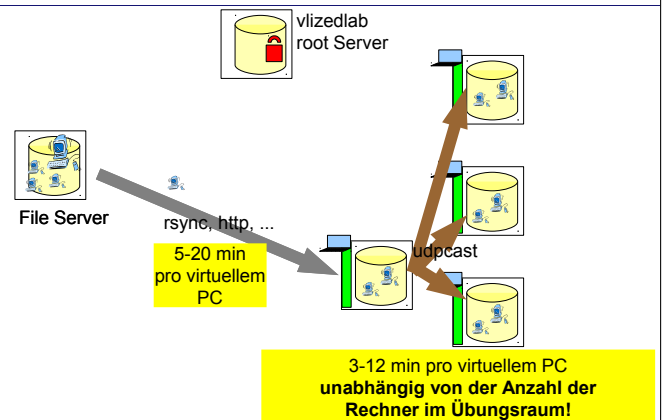 vlizedlab
root Server
File Server
rsync, http, ...
5-20 min
pro virtuellem
PC
udpcast
3-12 min pro virtuellem PC
unabhängig von der Anzahl der
Rechner im Übungsraum!